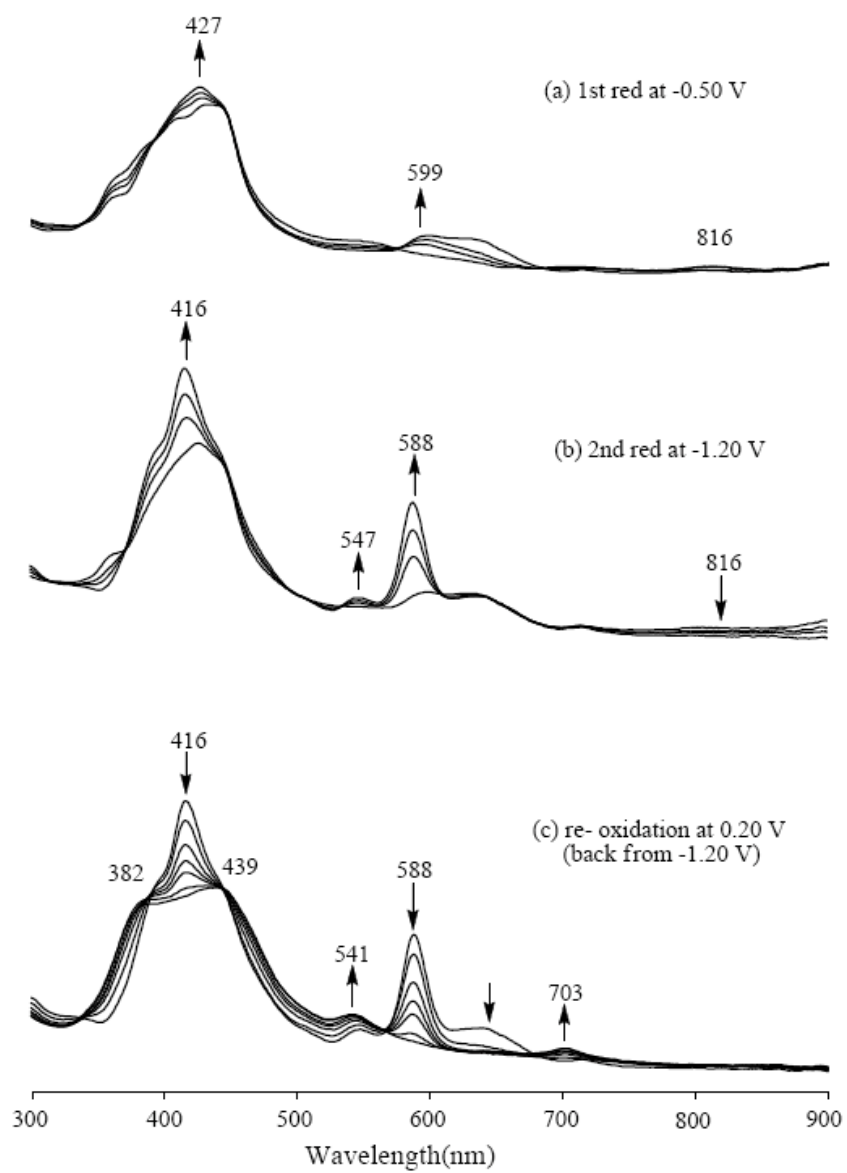 427
(a) 1st red at -0.50 V
599
816
416
(b) 2nd red at -1.20 V
588
547
816
416
(c) re- oxidation at 0.20 V
(back from -1.20 V)
382
439
588
541
703
300 400 500 600 700 800 900
Wavelength(nm)